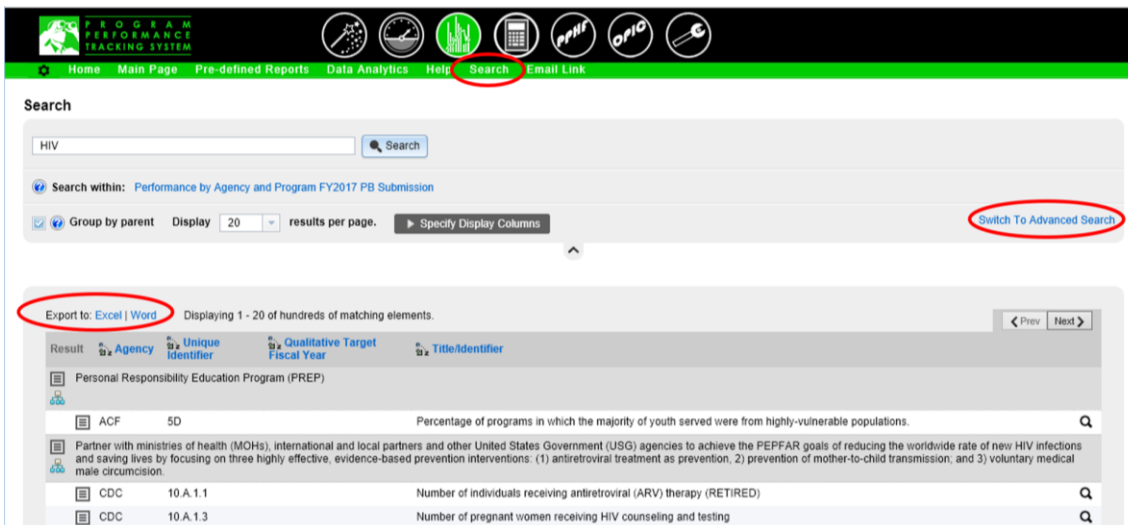 PROGRAM
PERFORMANCE
TRACKING SYSTEM
PPHF
OPIO
Home Main Page Pre-defined Reports Data Analytics Help Search Email Link
Search
HIV
Search
Search within: Performance by Agency and Program FY2017 PB Submission
Group by parent Display 20 results per page. Specify Display Columns
Switch To Advanced Search
Export to: Excel | Word Displaying 1 - 20 of hundreds of matching elements.
Prev Next
Result Agency Unique Identifier Qualitative Target Fiscal Year Title/Identifier
Personal Responsibility Education Program (PREP)
ACF 5D Percentage of programs in which the majority of youth served were from highly-vulnerable populations.
Partner with ministries of health (MOHs), international and local partners and other United States Government (USG) agencies to achieve the PEPFAR goals of reducing the worldwide rate of new HIV infections
and saving lives by focusing on three highly effective, evidence-based prevention interventions: (1) antiretroviral treatment as prevention, 2) prevention of mother-to-child transmission; and 3) voluntary medical
male circumcision.
CDC 10.A.1.1 Number of individuals receiving antiretroviral (ARV) therapy (RETIRED)
CDC 10.A.1.3 Number of pregnant women receiving HIV counseling and testing